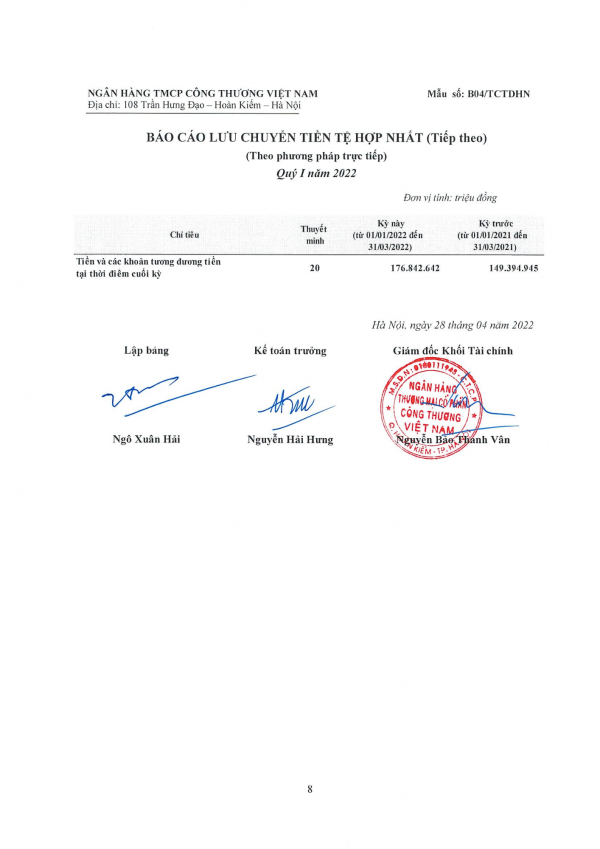 NGÂN HÀNG TMCP CÔNG THƯƠNG VIỆT NAM
Mẫu số: B04/TCTDHN
Địa chỉ: 108 Trần Hưng Đạo – Hoàn Kiếm – Hà Nội
BÁO CÁO LƯU CHUYỂN TIỀN TỆ HỢP NHẤT (Tiếp theo)
(Theo phương pháp trực tiếp)
Quý I năm 2022
Đơn vị tính: triệu đồng
Chỉ tiêu
Thuyết minh
Kỳ này
(từ 01/01/2022 đến
31/03/2022)
Kỳ trước
(từ 01/01/2021 đến
31/03/2021)
Tiền và các khoản tương đương tiền
tại thời điểm cuối kỳ
20
176.842.642
149.394.945
Hà Nội, ngày 28 tháng 04 năm 2022
Lập bảng
Kế toán trưởng
Giám đốc Khối Tài chính
M.S.D.N: 0100111948 - C.T.C.P
NGÂN HÀNG
THƯƠNG MẠI CỔ PHẦN
CÔNG THƯƠNG
VIỆT NAM
Q. HOÀN KIẾM - TP. HÀ NỘI
Ngô Xuân Hải
Nguyễn Hải Hưng
Nguyễn Bảo Thanh Vân
8